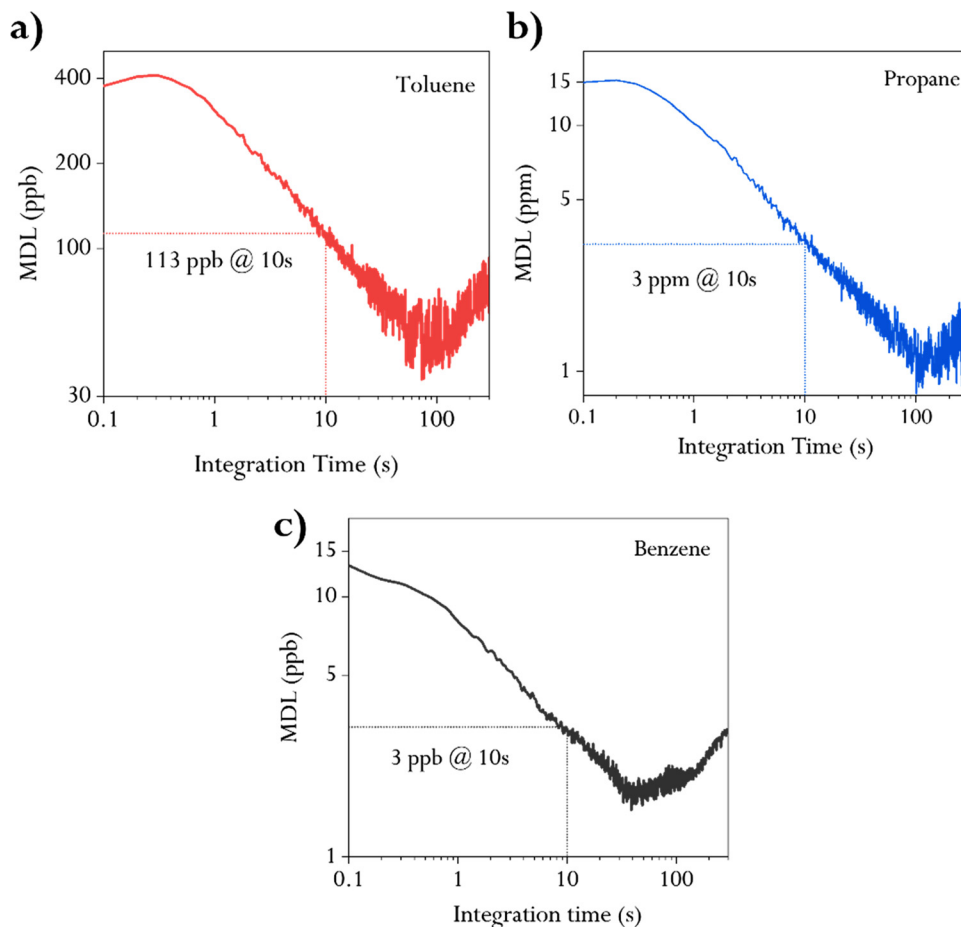 a)
Toluene
400
200
100
30
MDL (ppb)
113 ppb @ 10s
0.1
1
10
100
Integration Time (s)
b)
Propane
15
10
5
1
MDL (ppm)
3 ppm @ 10s
0.1
1
10
100
Integration Time (s)
c)
Benzene
15
10
5
1
MDL (ppb)
3 ppb @ 10s
0.1
1
10
100
Integration time (s)